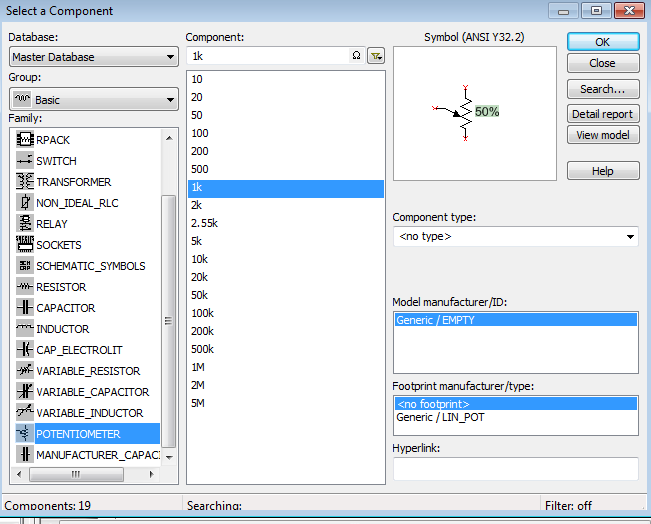 Select a Component
Database:
Master Database
Group:
Basic
Family:
RPACK
SWITCH
TRANSFORMER
NON_IDEAL_RLC
RELAY
SOCKETS
SCHEMATIC_SYMBOLS
RESISTOR
CAPACITOR
INDUCTOR
CAP_ELECTROLIT
VARIABLE_RESISTOR
VARIABLE_CAPACITOR
VARIABLE_INDUCTOR
POTENTIOMETER
MANUFACTURER_CAPAC
Component:
1k Ω
10
20
50
100
200
500
1k
2k
2.55k
5k
10k
20k
50k
100k
200k
500k
1M
2M
5M
Symbol (ANSI Y32.2)
50%
Component type:
<no type>
Model manufacturer/ID:
Generic / EMPTY
Footprint manufacturer/type:
<no footprint>
Generic / LIN_POT
Hyperlink:
OK
Close
Search...
Detail report
View model
Help
Components: 19
Searching:
Filter: off